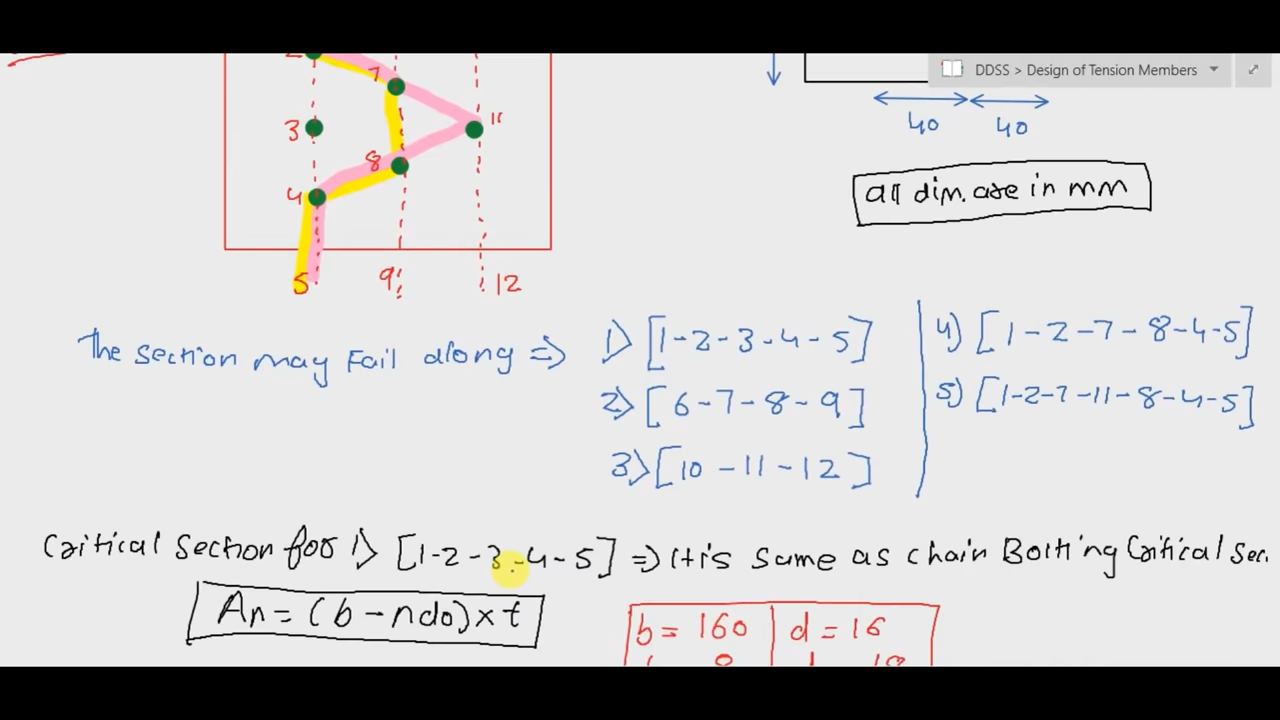 DDSS > Design of Tension Members
7
11
3
8
4
5
9
12
40 40
all dim. are in mm
The section may Fail along ⇒ 1) [1-2-3-4-5]
2) [6-7-8-9]
3) [10-11-12]
4) [1-2-7-8-4-5]
5) [1-2-7-11-8-4-5]
Critical Section for 1) [1-2-3-4-5] ⇒ It is same as chain Bolting Critical Sec.
An = (b-ndo)×t
b = 160 d = 16